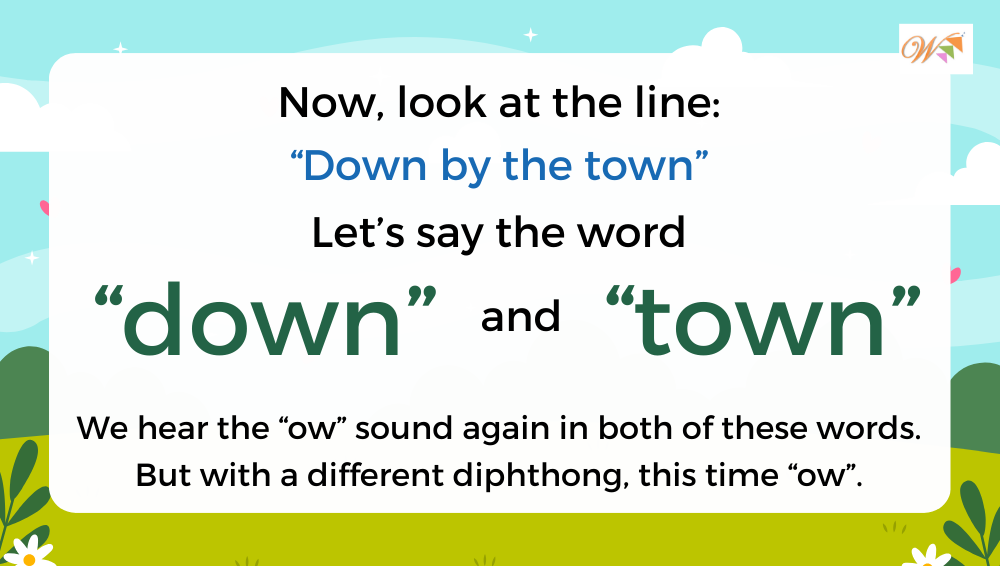 Now, look at the line:
“Down by the town”
Let’s say the word
“down” and “town”
We hear the “ow” sound again in both of these words.
But with a different diphthong, this time “ow”.
W